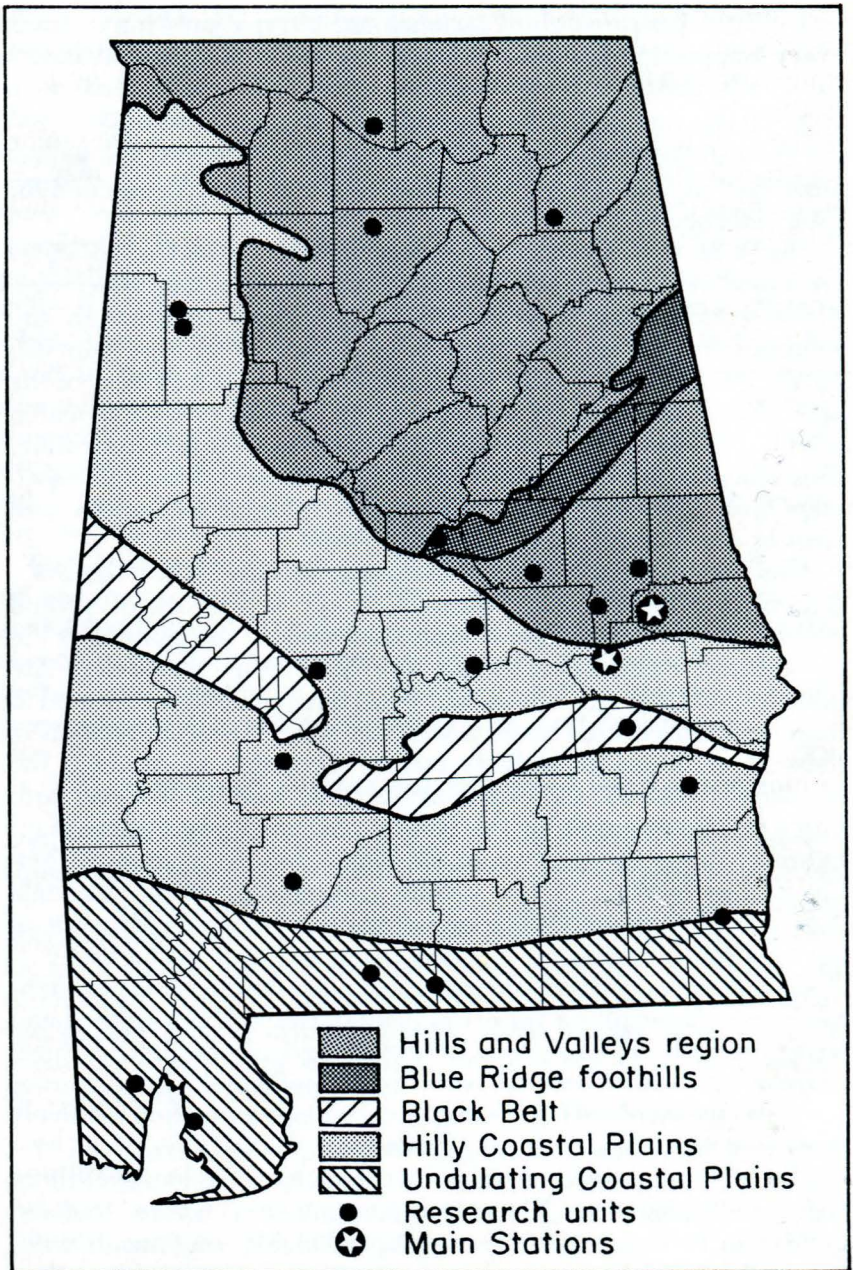 Hills and Valleys region
Blue Ridge foothills
Black Belt
Hilly Coastal Plains
Undulating Coastal Plains
Research units
Main Stations